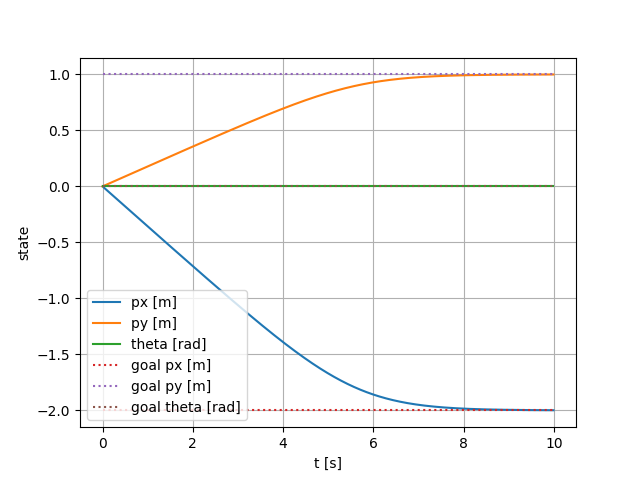 1.0
0.5
0.0
−0.5
−1.0
−1.5
−2.0
state
px [m]
py [m]
theta [rad]
goal px [m]
goal py [m]
goal theta [rad]
0 2 4 6 8 10
t [s]